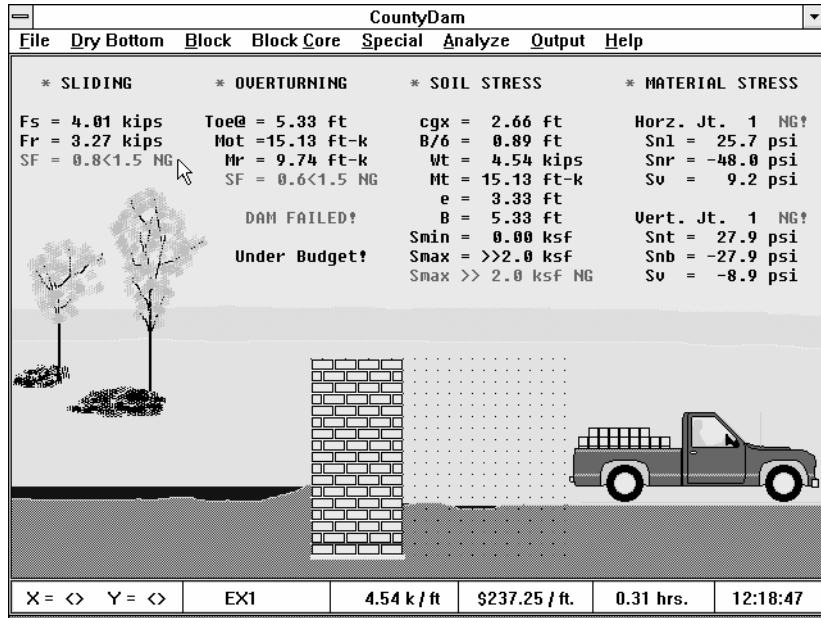 CountyDam
File Dry Bottom Block Block Core Special Analyze Output Help
* SLIDING
Fs = 4.01 kips
Fr = 3.27 kips
SF = 0.8<1.5 NG
* OVERTURNING
Toe@ = 5.33 ft
Mot =15.13 ft-k
Mr = 9.74 ft-k
SF = 0.6<1.5 NG
DAM FAILED!
Under Budget!
* SOIL STRESS
cgx = 2.66 ft
B/6 = 0.89 ft
Wt = 4.54 kips
Mt = 15.13 ft-k
e = 3.33 ft
B = 5.33 ft
Smin = 0.00 ksf
Smax = >>2.0 ksf
Smax >> 2.0 ksf NG
* MATERIAL STRESS
Horz. Jt. 1 NG!
Snl = 25.7 psi
Snr = -48.0 psi
Sv = 9.2 psi
Vert. Jt. 1 NG!
Snt = 27.9 psi
Snb = -27.9 psi
Sv = -8.9 psi
X = <> Y = <> EX1 4.54 k / ft $237.25 / ft. 0.31 hrs. 12:18:47